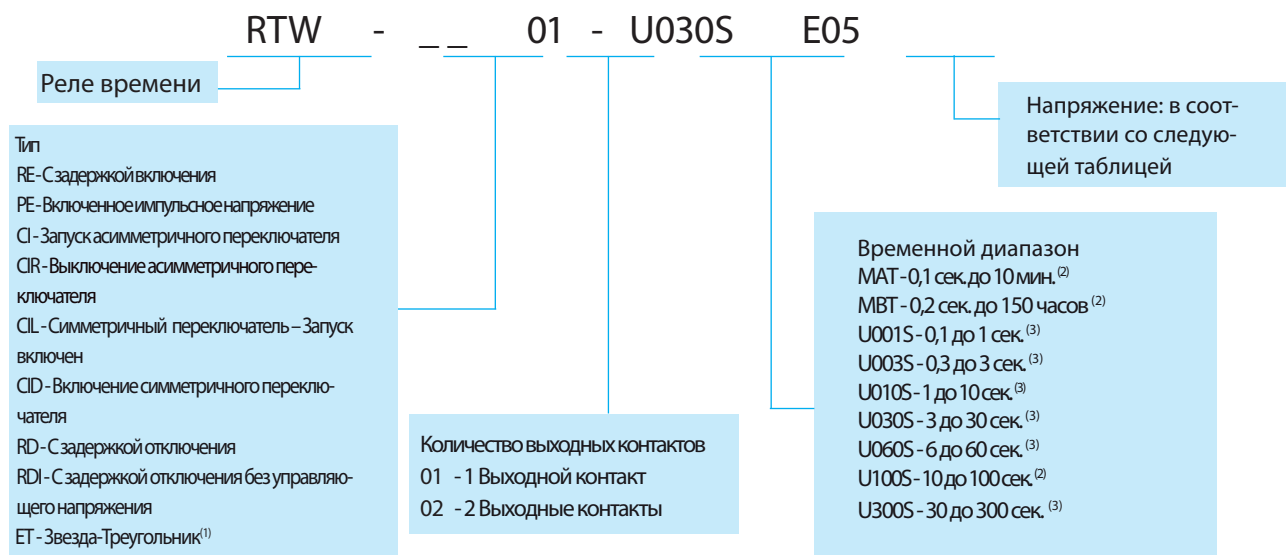 RTW - _ _ 01 - U030S E05
Реле времени
Напряжение: в соот-
ветствии со следую-
щей таблицей
Тип
RE - С задержкой включения
PE - Включенное импульсное напряжение
CI - Запуск асимметричного переключателя
CIR - Выключение асимметричного пере-
ключателя
CIL - Симметричный переключатель – Запуск
включен
CID - Включение симметричного переклю-
чателя
RD - С задержкой отключения
RDI - С задержкой отключения без управляю-
щего напряжения
ET - Звезда-Треугольник(1)
Количество выходных контактов
01 - 1 Выходной контакт
02 - 2 Выходные контакты
Временной диапазон
MAT - 0,1 сек. до 10 мин. (2)
MBT - 0,2 сек. до 150 часов (2)
U001S - 0,1 до 1 сек. (3)
U003S - 0,3 до 3 сек. (3)
U010S - 1 до 10 сек. (3)
U030S - 3 до 30 сек. (3)
U060S - 6 до 60 сек. (3)
U100S - 10 до 100 сек. (2)
U300S - 30 до 300 сек. (3)